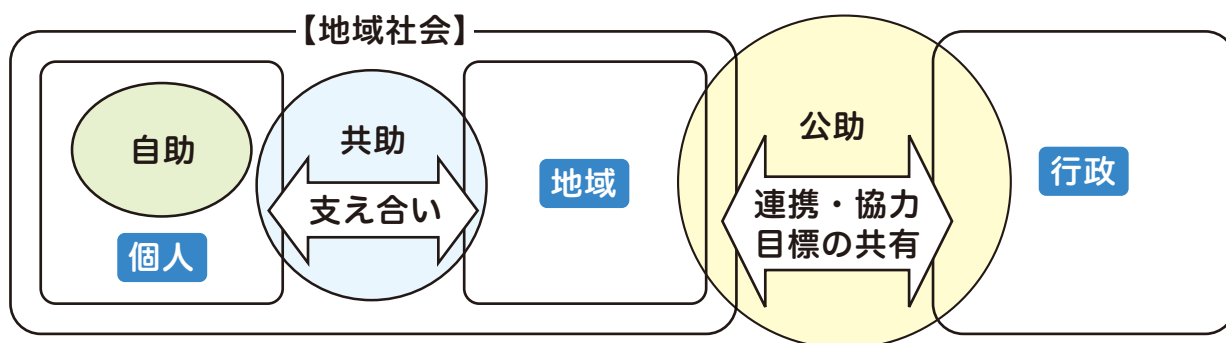 【地域社会】
自助
個人
共助
支え合い
地域
公助
連携・協力
目標の共有
行政